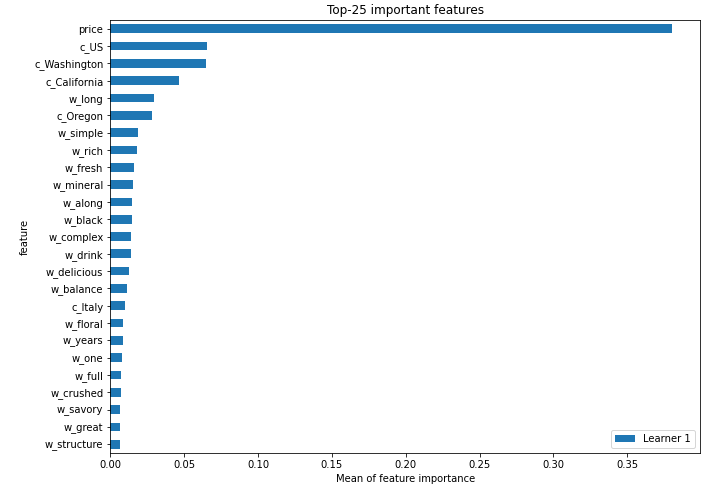 Top-25 important features
price
c_US
c_Washington
c_California
w_long
c_Oregon
w_simple
w_rich
w_fresh
w_mineral
w_along
w_black
w_complex
w_drink
w_delicious
w_balance
c_Italy
w_floral
w_years
w_one
w_full
w_crushed
w_savory
w_great
w_structure
feature
Learner 1
0.00 0.05 0.10 0.15 0.20 0.25 0.30 0.35
Mean of feature importance